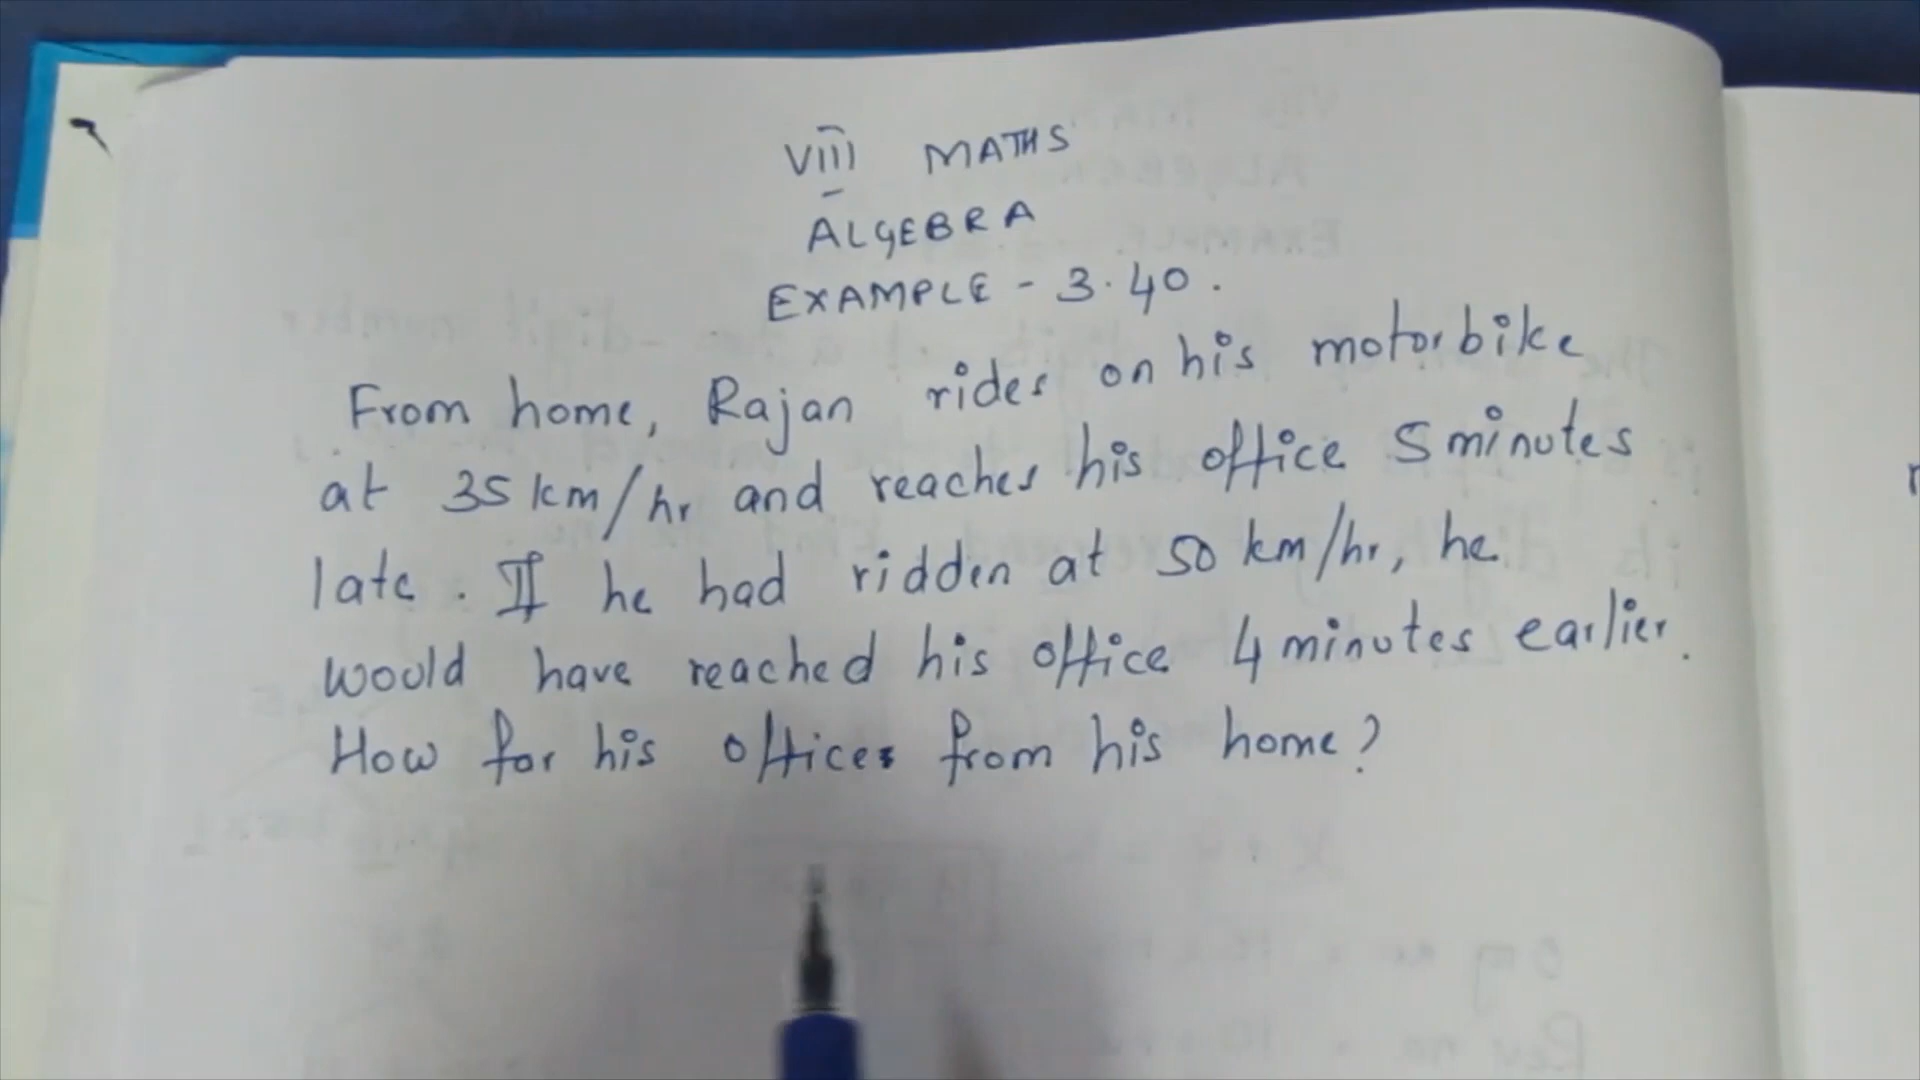 VIII MATHS
ALGEBRA
EXAMPLE - 3.40.
From home, Rajan rides on his motorbike
at 35 km/hr and reaches his office 5 minutes
late. If he had ridden at 50 km/hr, he
would have reached his office 4 minutes earlier.
How far his office from his home?